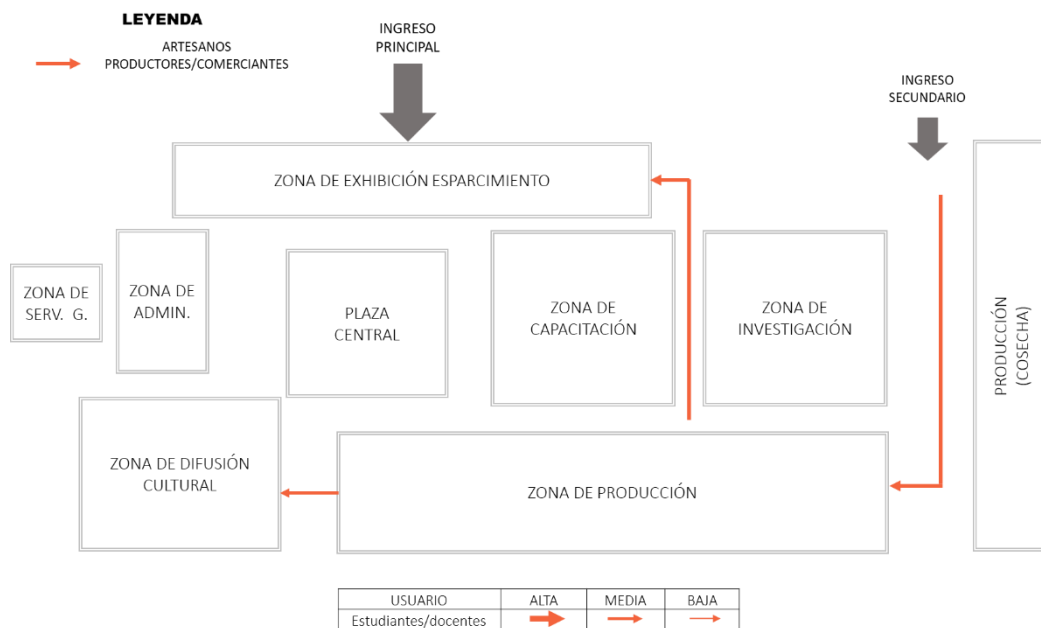 LEYENDA
ARTESANOS
PRODUCTORES/COMERCIANTES
INGRESO
PRINCIPAL
INGRESO
SECUNDARIO
ZONA DE EXHIBICIÓN ESPARCIMIENTO
ZONA DE
SERV. G.
ZONA DE
ADMIN.
PLAZA
CENTRAL
ZONA DE
CAPACITACIÓN
ZONA DE
INVESTIGACIÓN
PRODUCCIÓN
(COSECHA)
ZONA DE DIFUSIÓN
CULTURAL
ZONA DE PRODUCCIÓN
USUARIO ALTA MEDIA BAJA
Estudiantes/docentes